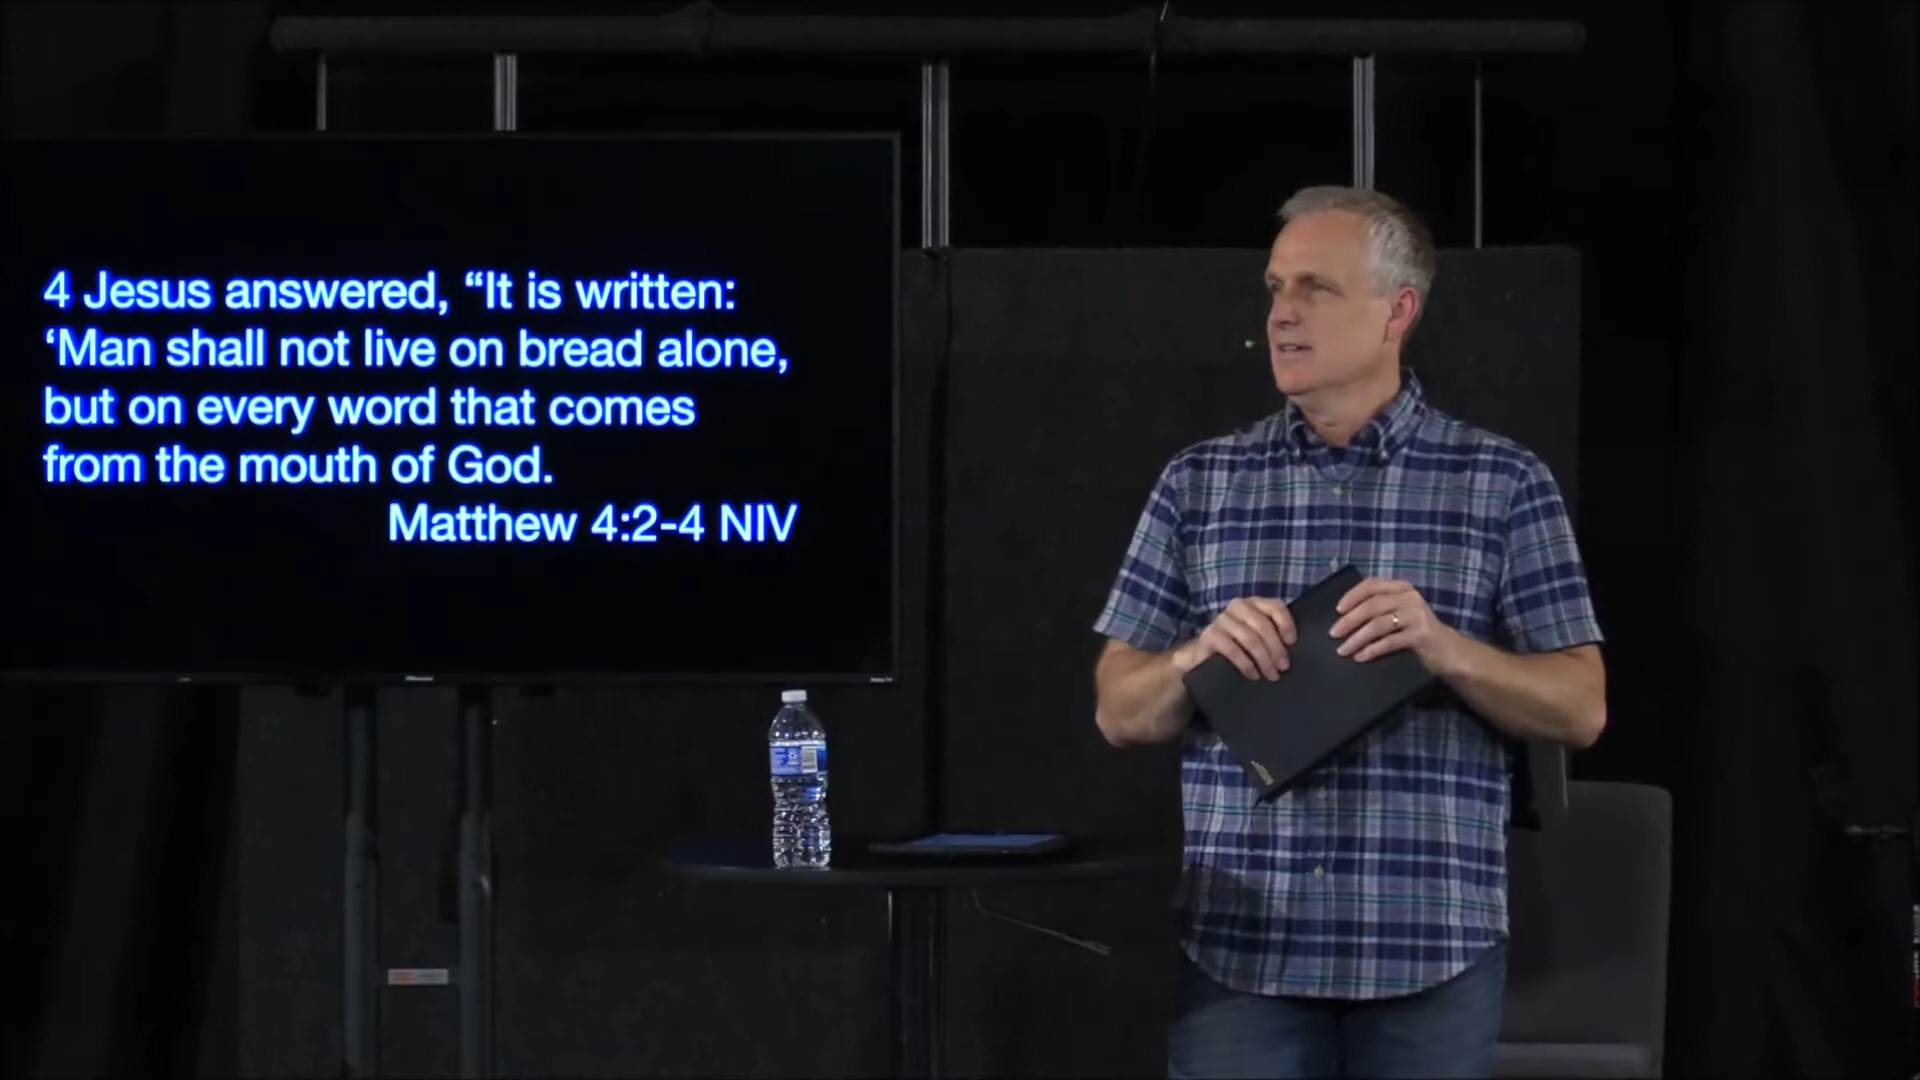 4 Jesus answered, “It is written:
‘Man shall not live on bread alone,
but on every word that comes
from the mouth of God.
Matthew 4:2-4 NIV